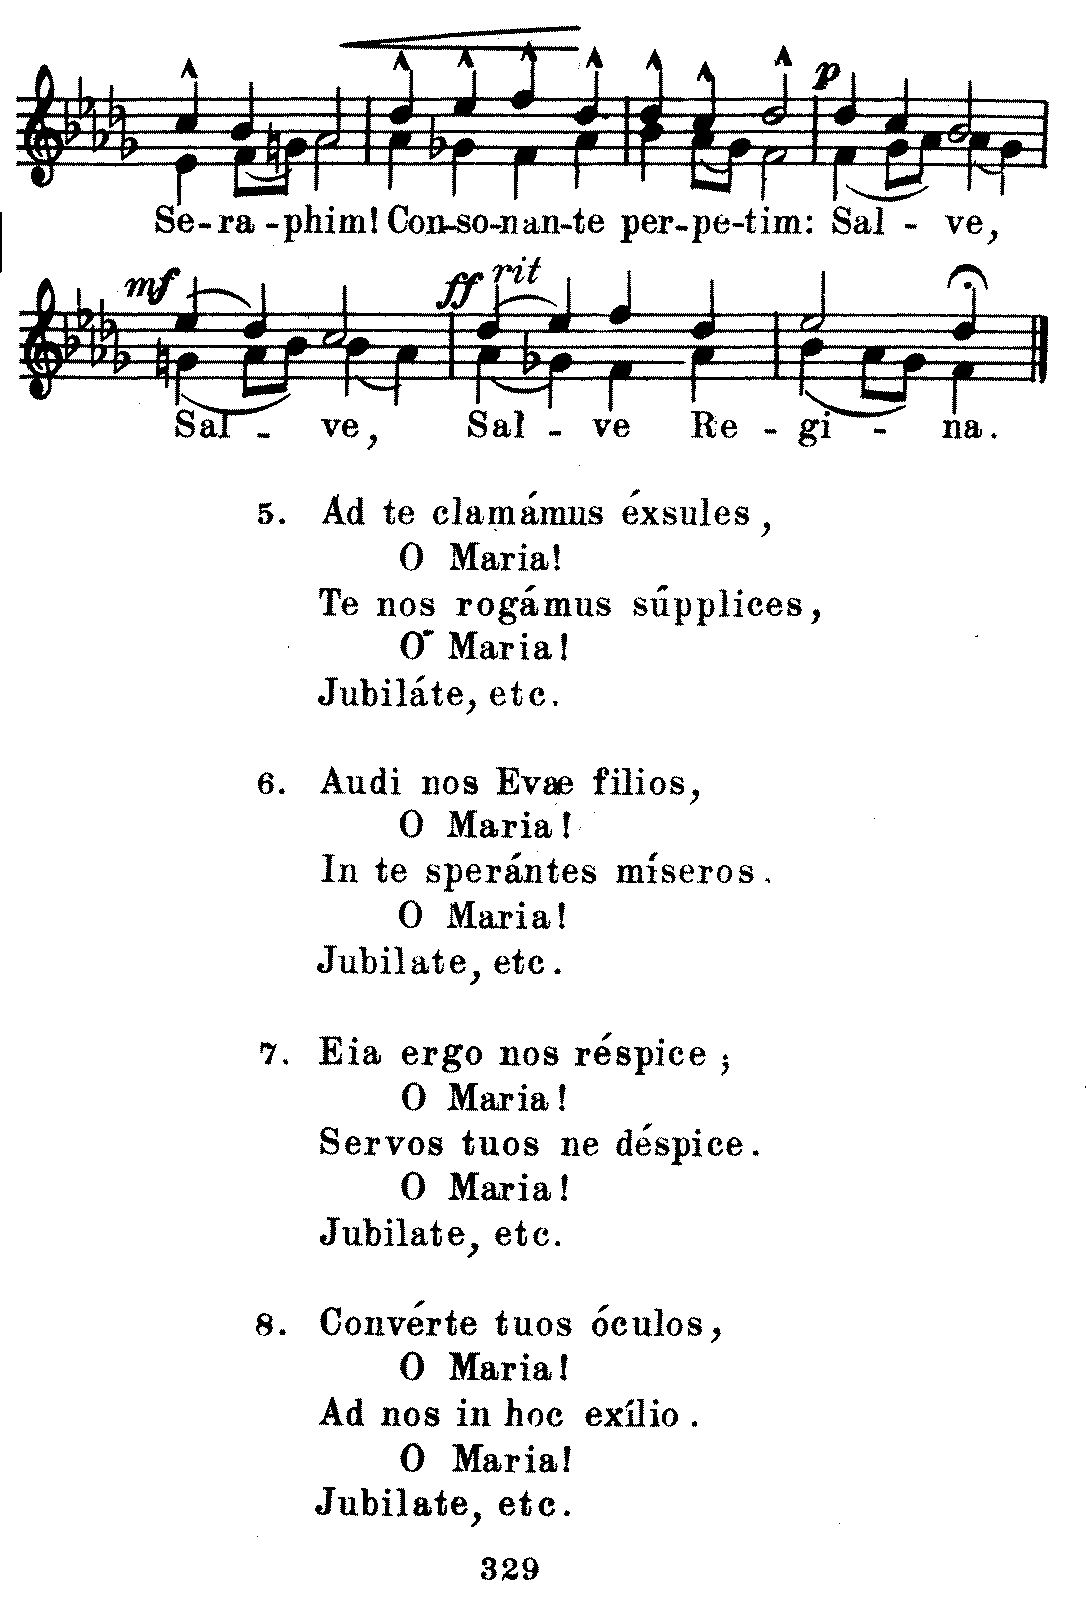 p
Se-ra-phim! Con-so-nan-te per-pe-tim: Sal - ve,
mf ff rit
Sal - ve, Sal - ve Re - gi - na.
5. Ad te clamámus éxsules,
O Maria!
Te nos rogámus súpplices,
O Maria!
Jubiláte, etc.
6. Audi nos Evæ filios,
O Maria!
In te sperántes míseros.
O Maria!
Jubilate, etc.
7. Eia ergo nos réspice;
O Maria!
Servos tuos ne déspice.
O Maria!
Jubilate, etc.
8. Convérte tuos óculos,
O Maria!
Ad nos in hoc exílio.
O Maria!
Jubilate, etc.
329